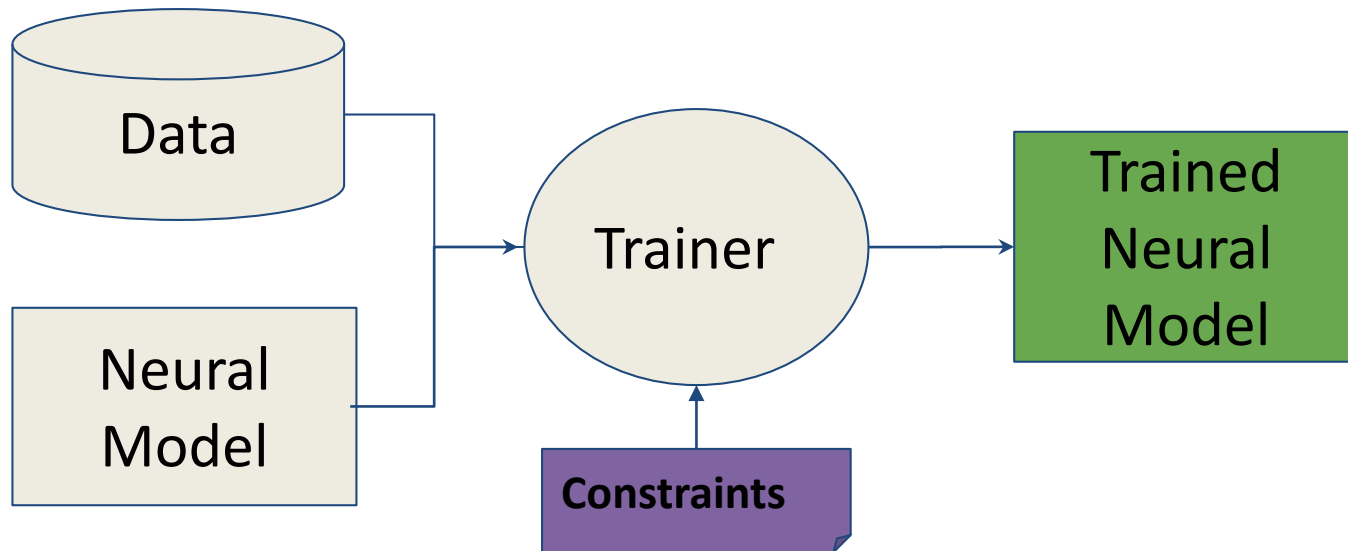 Data
Neural
Model
Trainer
Constraints
Trained
Neural
Model